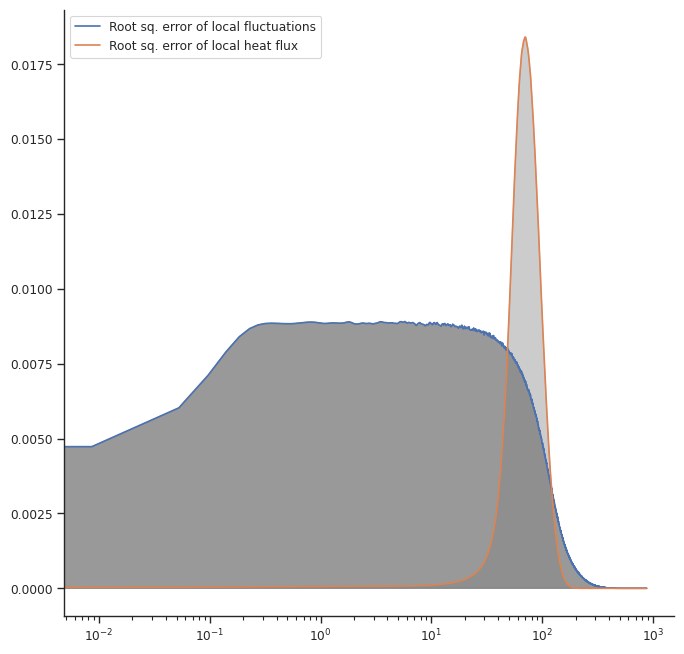 Root sq. error of local fluctuations
Root sq. error of local heat flux
0.0175
0.0150
0.0125
0.0100
0.0075
0.0050
0.0025
0.0000
10⁻² 10⁻¹ 10⁰ 10¹ 10² 10³